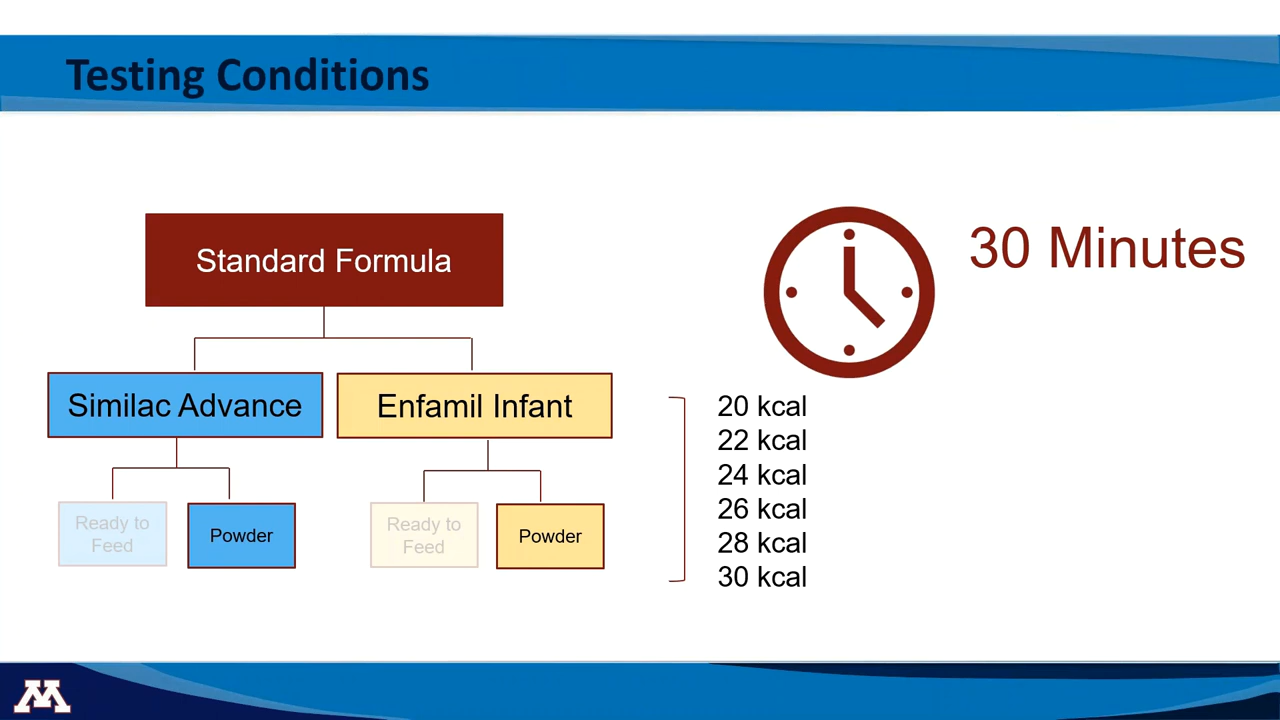 Testing Conditions
Standard Formula
30 Minutes
Similac Advance
Enfamil Infant
Ready to
Feed
Powder
Ready to
Feed
Powder
20 kcal
22 kcal
24 kcal
26 kcal
28 kcal
30 kcal
M